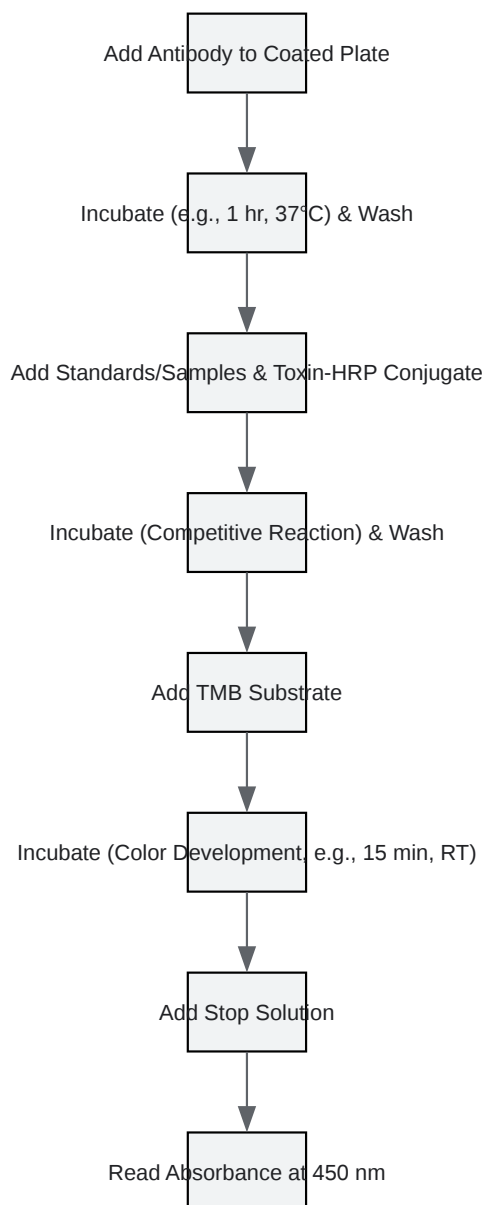 Add Antibody to Coated Plate
Incubate (e.g., 1 hr, 37°C) & Wash
Add Standards/Samples & Toxin-HRP Conjugate
Incubate (Competitive Reaction) & Wash
Add TMB Substrate
Incubate (Color Development, e.g., 15 min, RT)
Add Stop Solution
Read Absorbance at 450 nm